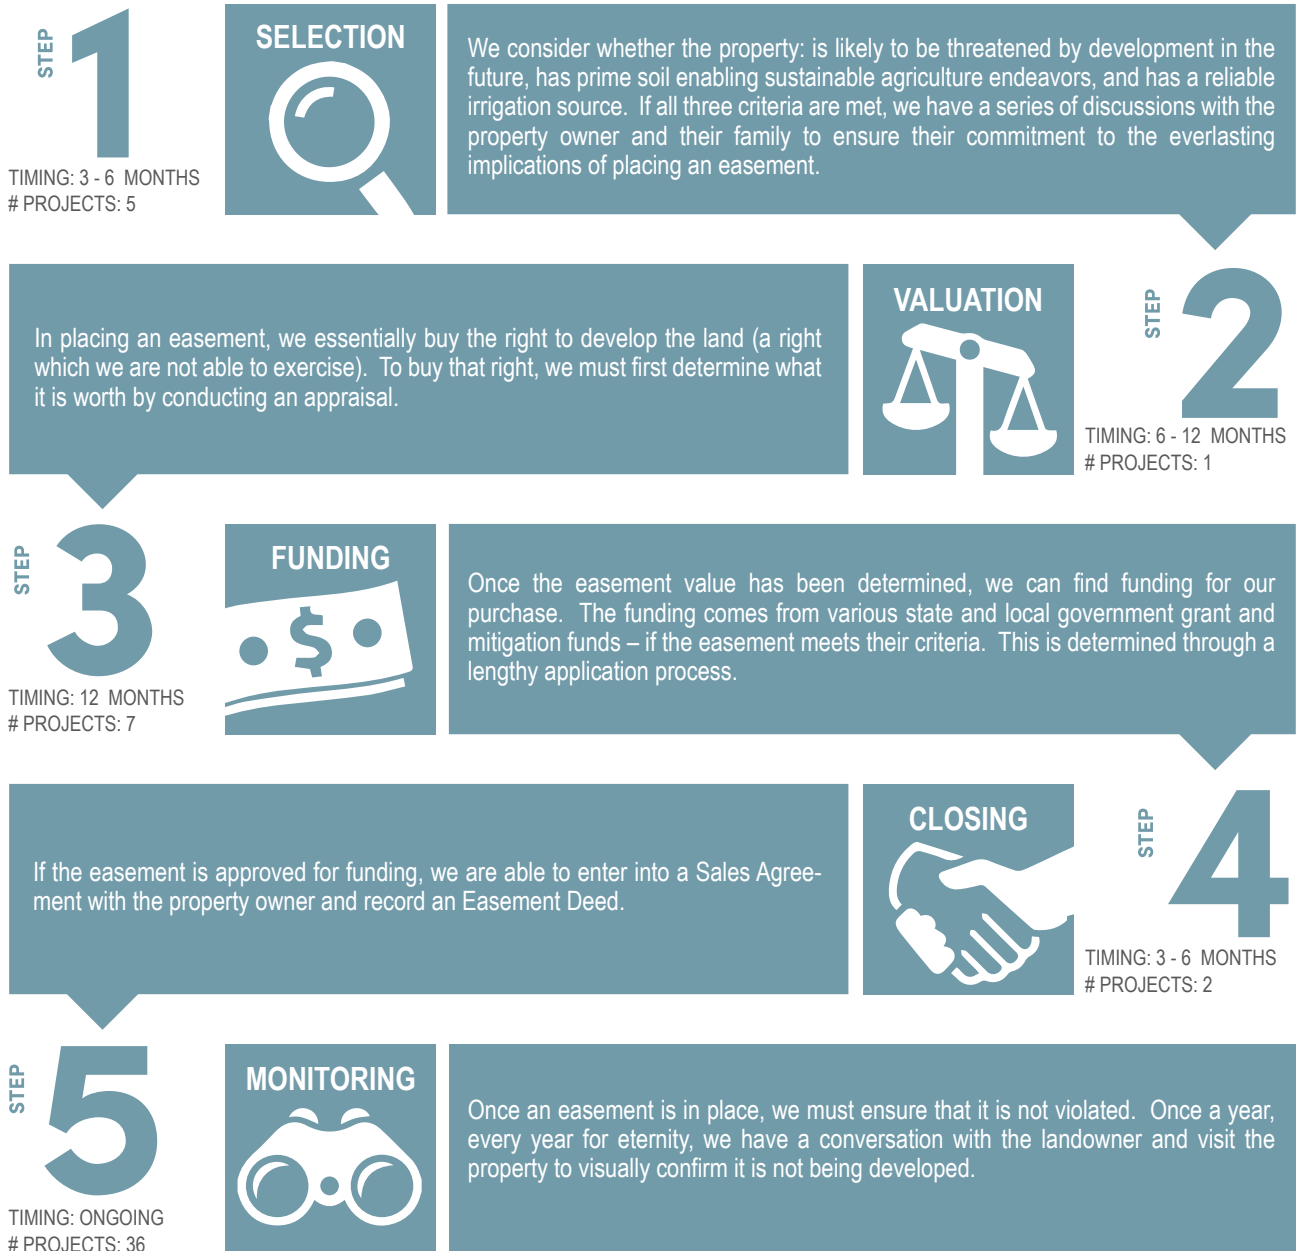 STEP
1
TIMING: 3 - 6 MONTHS
# PROJECTS: 5
SELECTION
We consider whether the property: is likely to be threatened by development in the
future, has prime soil enabling sustainable agriculture endeavors, and has a reliable
irrigation source. If all three criteria are met, we have a series of discussions with the
property owner and their family to ensure their commitment to the everlasting
implications of placing an easement.
STEP
2
TIMING: 6 - 12 MONTHS
# PROJECTS: 1
VALUATION
In placing an easement, we essentially buy the right to develop the land (a right
which we are not able to exercise). To buy that right, we must first determine what
it is worth by conducting an appraisal.
STEP
3
TIMING: 12 MONTHS
# PROJECTS: 7
FUNDING
$
Once the easement value has been determined, we can find funding for our
purchase. The funding comes from various state and local government grant and
mitigation funds – if the easement meets their criteria. This is determined through a
lengthy application process.
STEP
4
TIMING: 3 - 6 MONTHS
# PROJECTS: 2
CLOSING
If the easement is approved for funding, we are able to enter into a Sales Agree-
ment with the property owner and record an Easement Deed.
STEP
5
TIMING: ONGOING
# PROJECTS: 36
MONITORING
Once an easement is in place, we must ensure that it is not violated. Once a year,
every year for eternity, we have a conversation with the landowner and visit the
property to visually confirm it is not being developed.